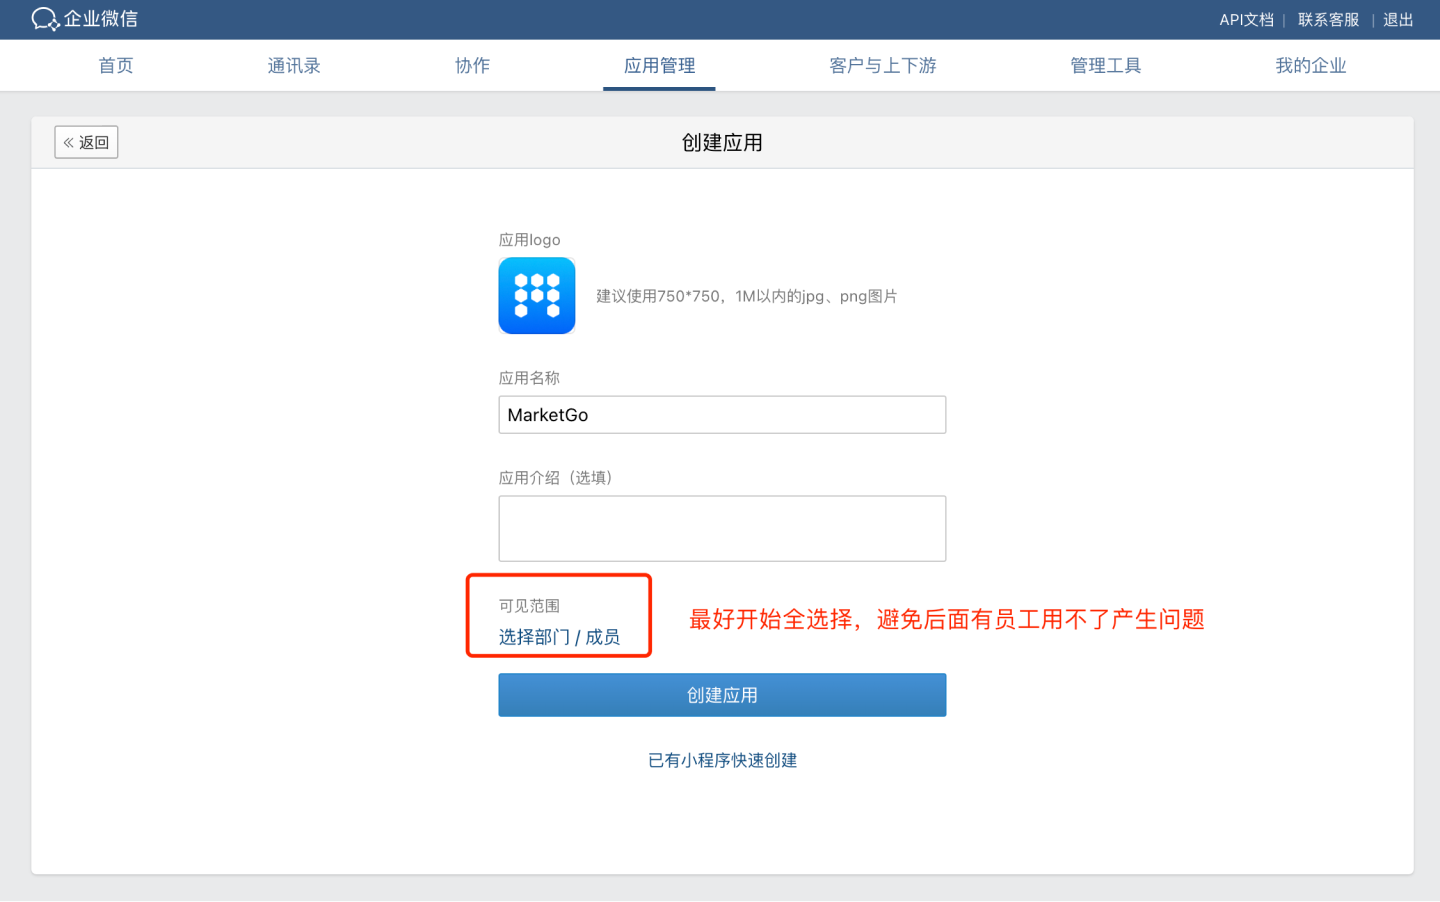 企业微信
API文档 | 联系客服 | 退出
首页 通讯录 协作 应用管理 客户与上下游 管理工具 我的企业
« 返回
创建应用
应用logo
建议使用750*750，1M以内的jpg、png图片
应用名称
MarketGo
应用介绍（选填）
可见范围
选择部门 / 成员
最好开始全选择，避免后面有员工用不了产生问题
创建应用
已有小程序快速创建